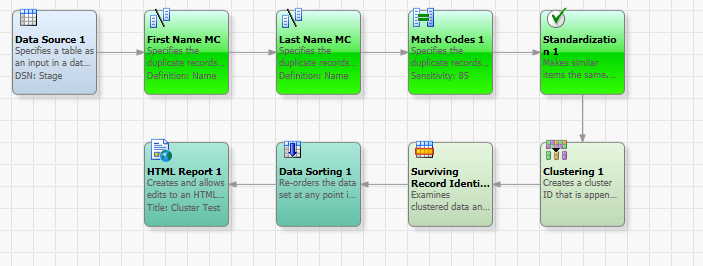 Data Source 1
Specifies a table as
an input in a dat...
DSN: Stage
First Name MC
Specifies the
duplicate records...
Definition: Name
Last Name MC
Specifies the
duplicate records...
Definition: Name
Match Codes 1
Specifies the
duplicate records...
Sensitivity: 85
Standardizatio
n 1
Makes similar
items the same.
HTML Report 1
Creates and allows
edits to an HTML...
Title: Cluster Test
Data Sorting 1
Re-orders the data
set at any point i...
Surviving
Record Identi...
Examines
clustered data an...
Clustering 1
Creates a cluster
ID that is appen...